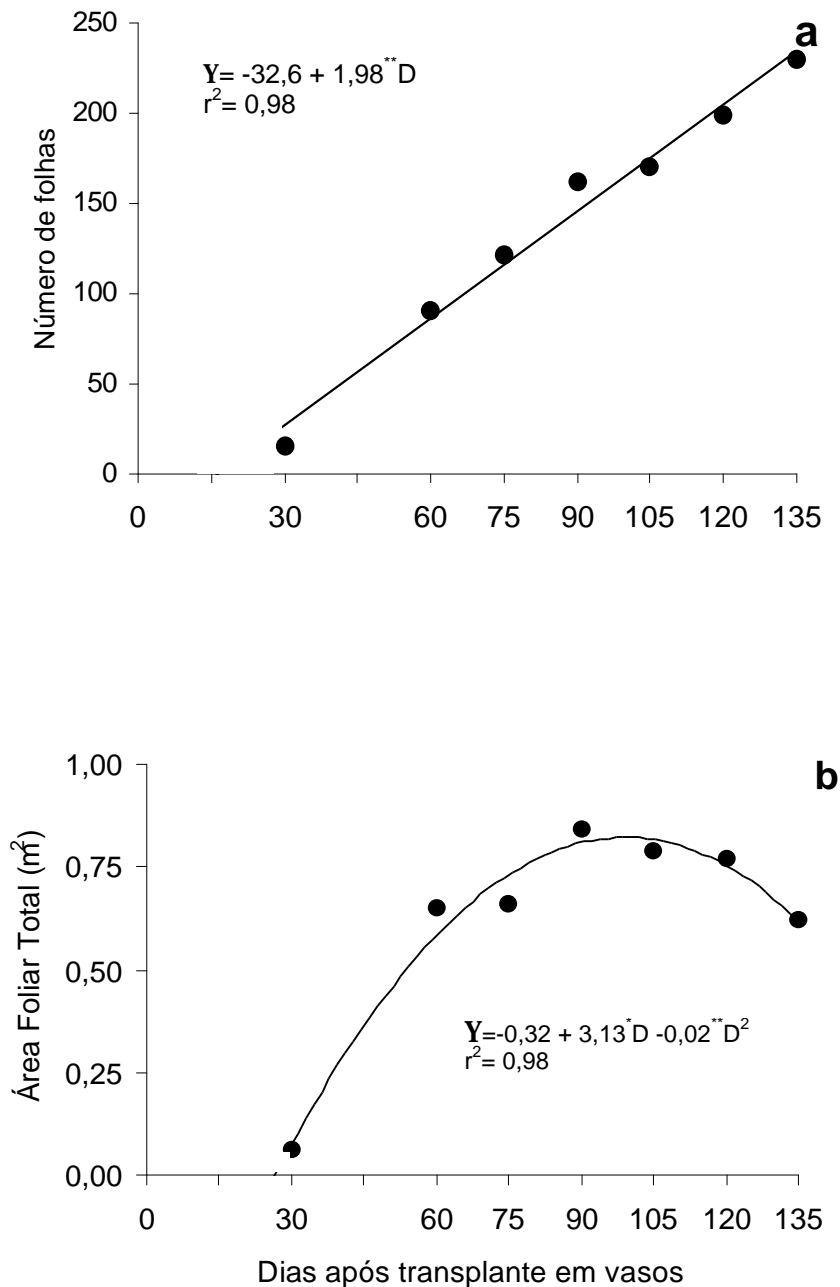 a
250
200
150
100
50
0
Y= -32,6 + 1,98**D
r²= 0,98
Número de folhas
0 30 60 75 90 105 120 135
b
1,00
0,75
0,50
0,25
0,00
Área Foliar Total (m²)
Y=-0,32 + 3,13*D -0,02**D²
r²= 0,98
0 30 60 75 90 105 120 135
Dias após transplante em vasos